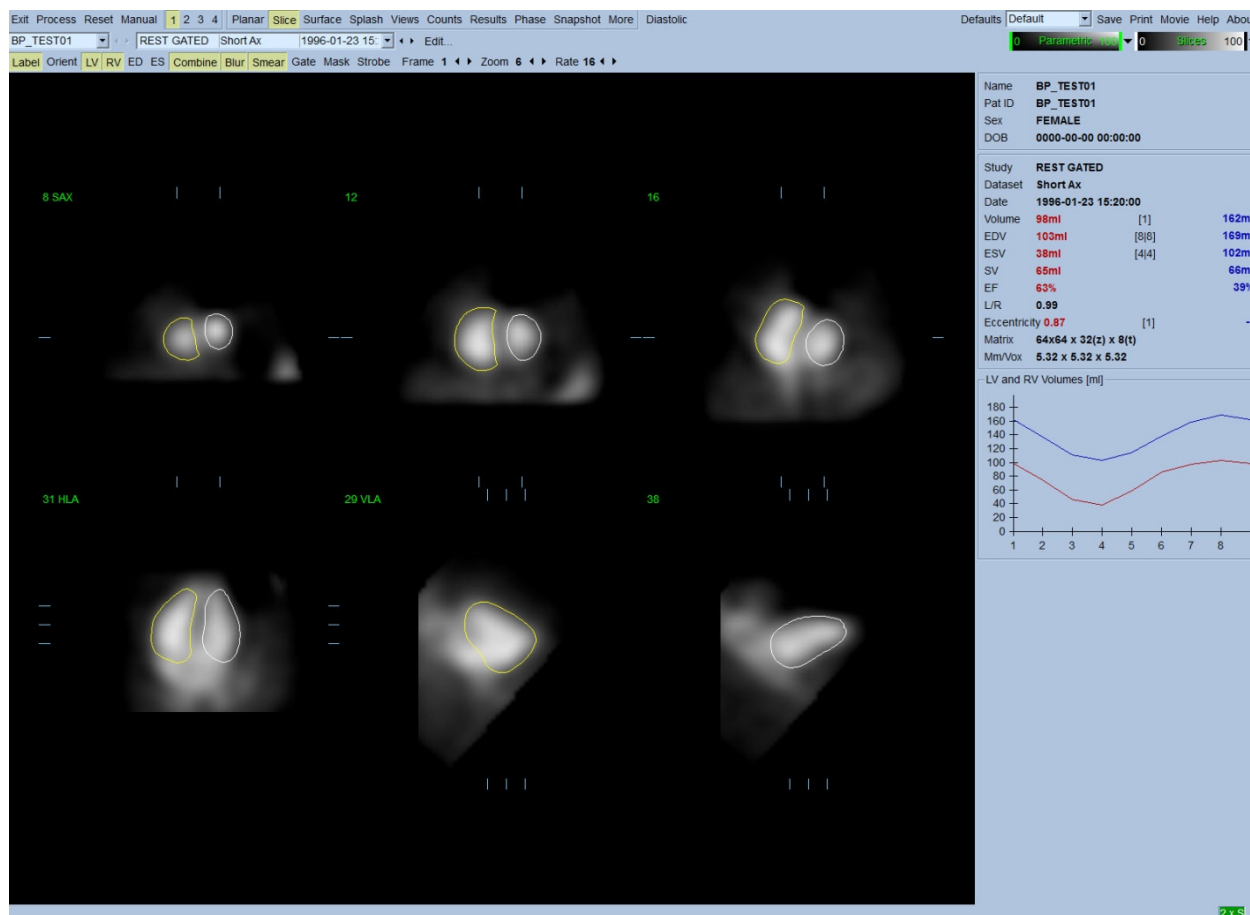 Exit Process Reset Manual 1 2 3 4 Planar Slice Surface Splash Views Counts Results Phase Snapshot More Diastolic Defaults Default Save Print Movie Help Abou
BP_TEST01 REST GATED Short Ax 1996-01-23 15: Edit... 0 Parametric 100 0 Slices 100
Label Orient LV RV ED ES Combine Blur Smear Gate Mask Strobe Frame 1 Zoom 6 Rate 16
Name BP_TEST01
Pat ID BP_TEST01
Sex FEMALE
DOB 0000-00-00 00:00:00
Study REST GATED
Dataset Short Ax
Date 1996-01-23 15:20:00
Volume 98ml [1] 162m
EDV 103ml [8|8] 169m
ESV 38ml [4|4] 102m
SV 65ml 66m
EF 63% 39%
L/R 0.99
Eccentricity 0.87 [1] -
Matrix 64x64 x 32(z) x 8(t)
Mm/Vox 5.32 x 5.32 x 5.32
LV and RV Volumes [ml]
180
160
140
120
100
80
60
40
20
0
1 2 3 4 5 6 7 8
8 SAX 12 16
31 HLA 29 VLA 38
2 x S